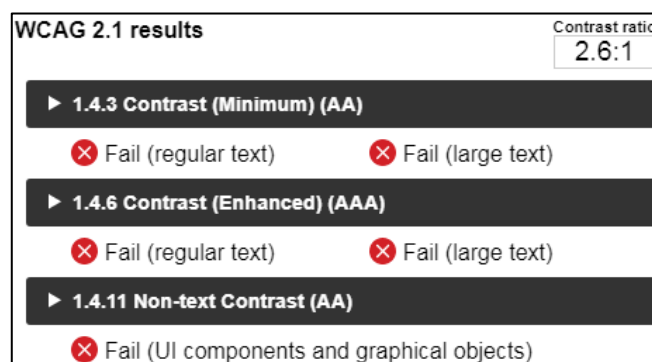 WCAG 2.1 results
Contrast ratio
2.6:1
1.4.3 Contrast (Minimum) (AA)
Fail (regular text) Fail (large text)
1.4.6 Contrast (Enhanced) (AAA)
Fail (regular text) Fail (large text)
1.4.11 Non-text Contrast (AA)
Fail (UI components and graphical objects)